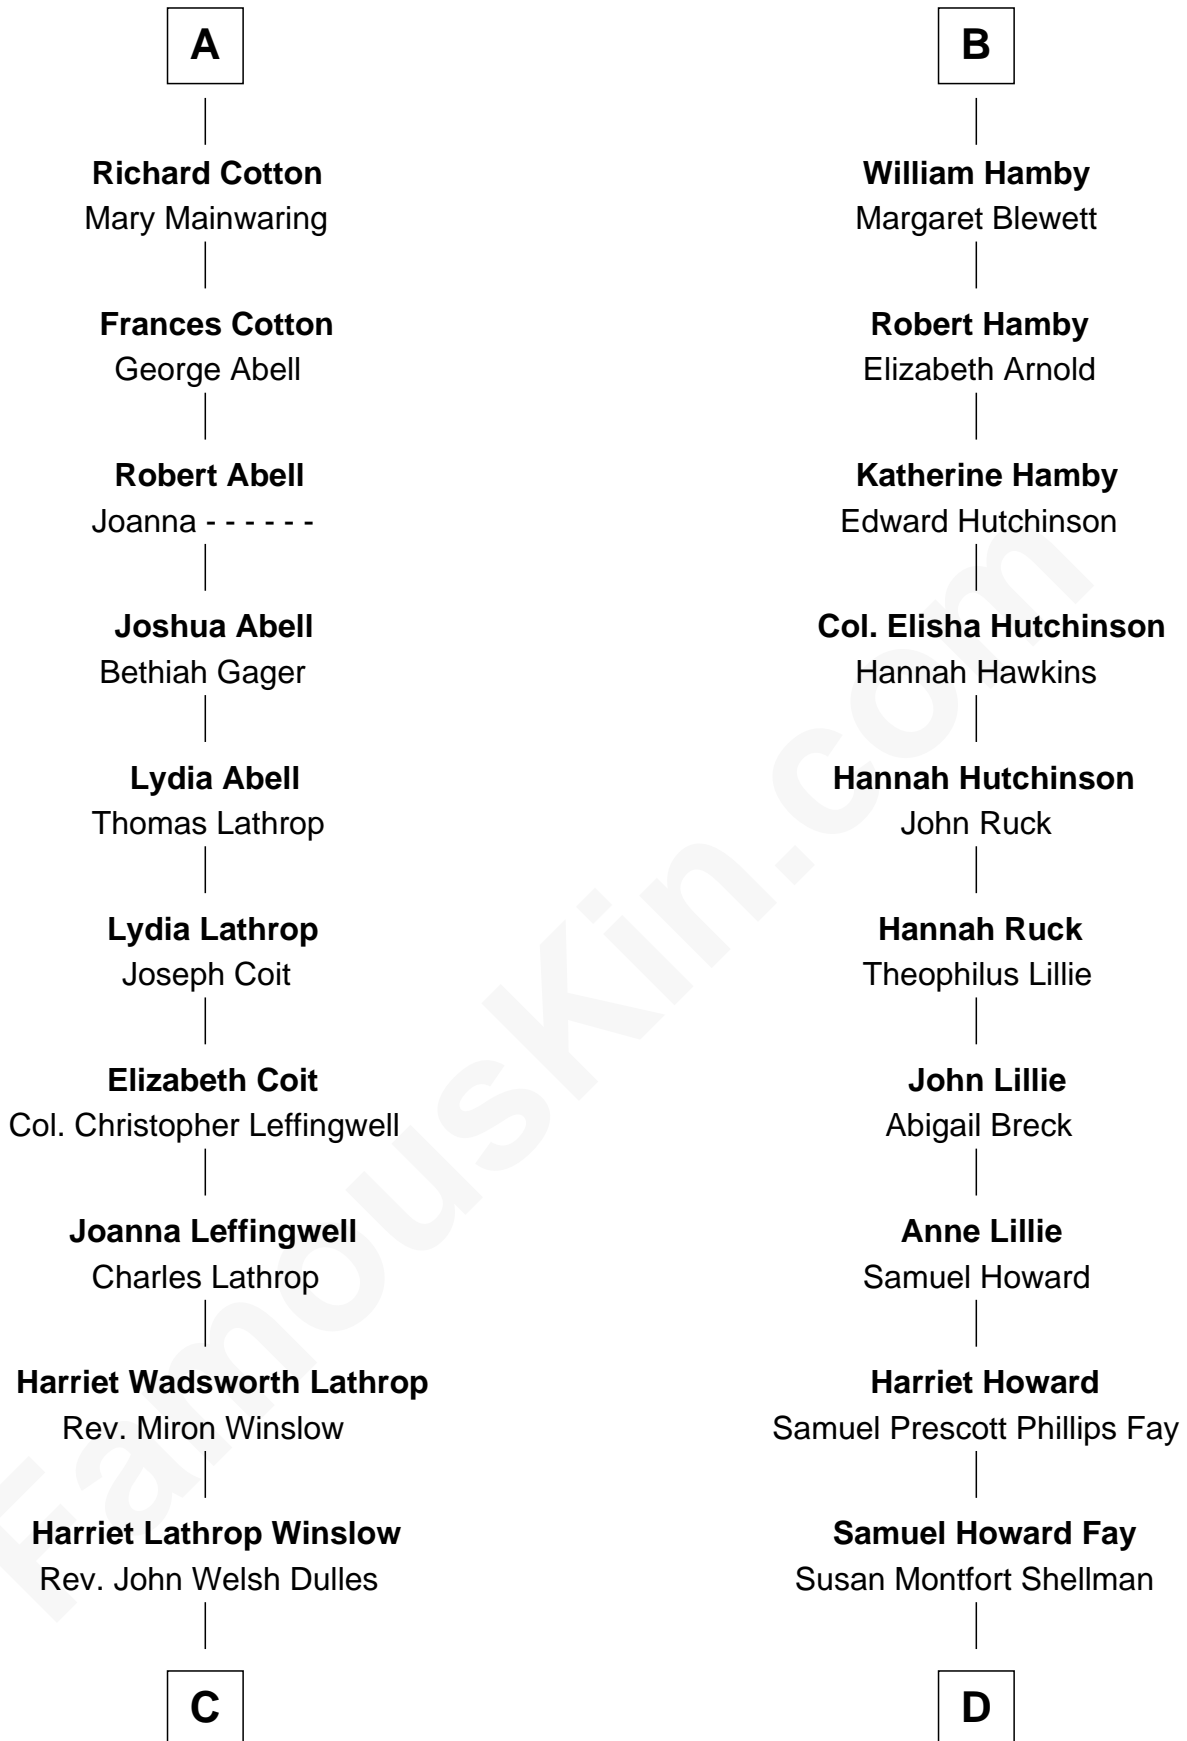 A
Richard Cotton
Mary Mainwaring
Frances Cotton
George Abell
Robert Abell
Joanna - - - - - -
Joshua Abell
Bethiah Gager
Lydia Abell
Thomas Lathrop
Lydia Lathrop
Joseph Coit
Elizabeth Coit
Col. Christopher Leffingwell
Joanna Leffingwell
Charles Lathrop
Harriet Wadsworth Lathrop
Rev. Miron Winslow
Harriet Lathrop Winslow
Rev. John Welsh Dulles
C
B
William Hamby
Margaret Blewett
Robert Hamby
Elizabeth Arnold
Katherine Hamby
Edward Hutchinson
Col. Elisha Hutchinson
Hannah Hawkins
Hannah Hutchinson
John Ruck
Hannah Ruck
Theophilus Lillie
John Lillie
Abigail Breck
Anne Lillie
Samuel Howard
Harriet Howard
Samuel Prescott Phillips Fay
Samuel Howard Fay
Susan Montfort Shellman
D
FamousKin.com